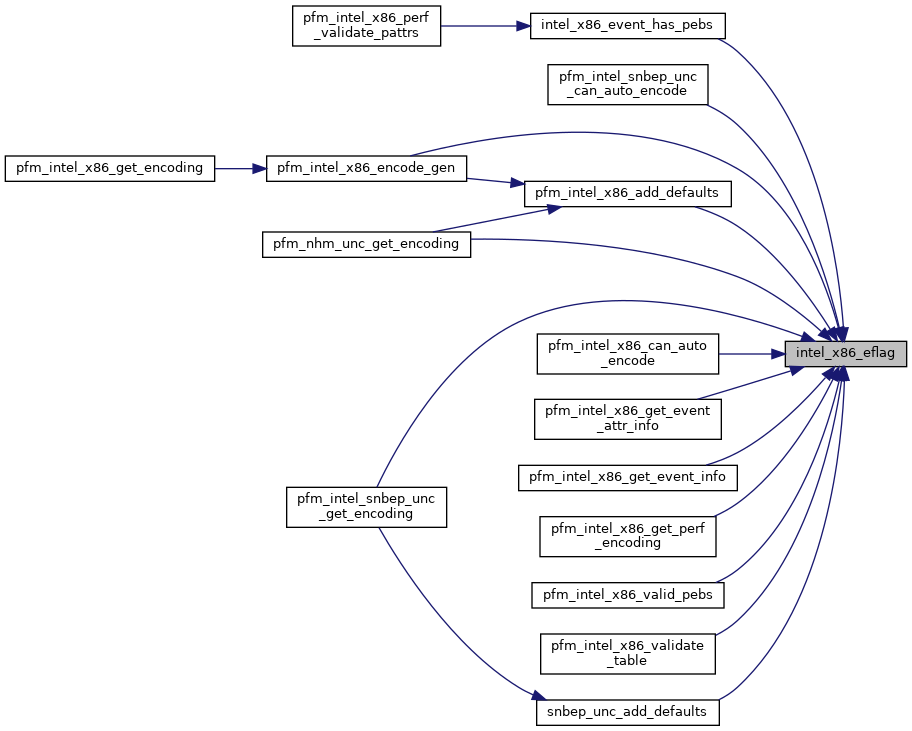 pfm_intel_x86_perf
_validate_pattrs
intel_x86_event_has_pebs
pfm_intel_snbep_unc
_can_auto_encode
pfm_intel_x86_get_encoding
pfm_intel_x86_encode_gen
pfm_intel_x86_add_defaults
pfm_nhm_unc_get_encoding
intel_x86_eflag
pfm_intel_x86_can_auto
_encode
pfm_intel_x86_get_event
_attr_info
pfm_intel_x86_get_event_info
pfm_intel_snbep_unc
_get_encoding
pfm_intel_x86_get_perf
_encoding
pfm_intel_x86_valid_pebs
pfm_intel_x86_validate
_table
snbep_unc_add_defaults